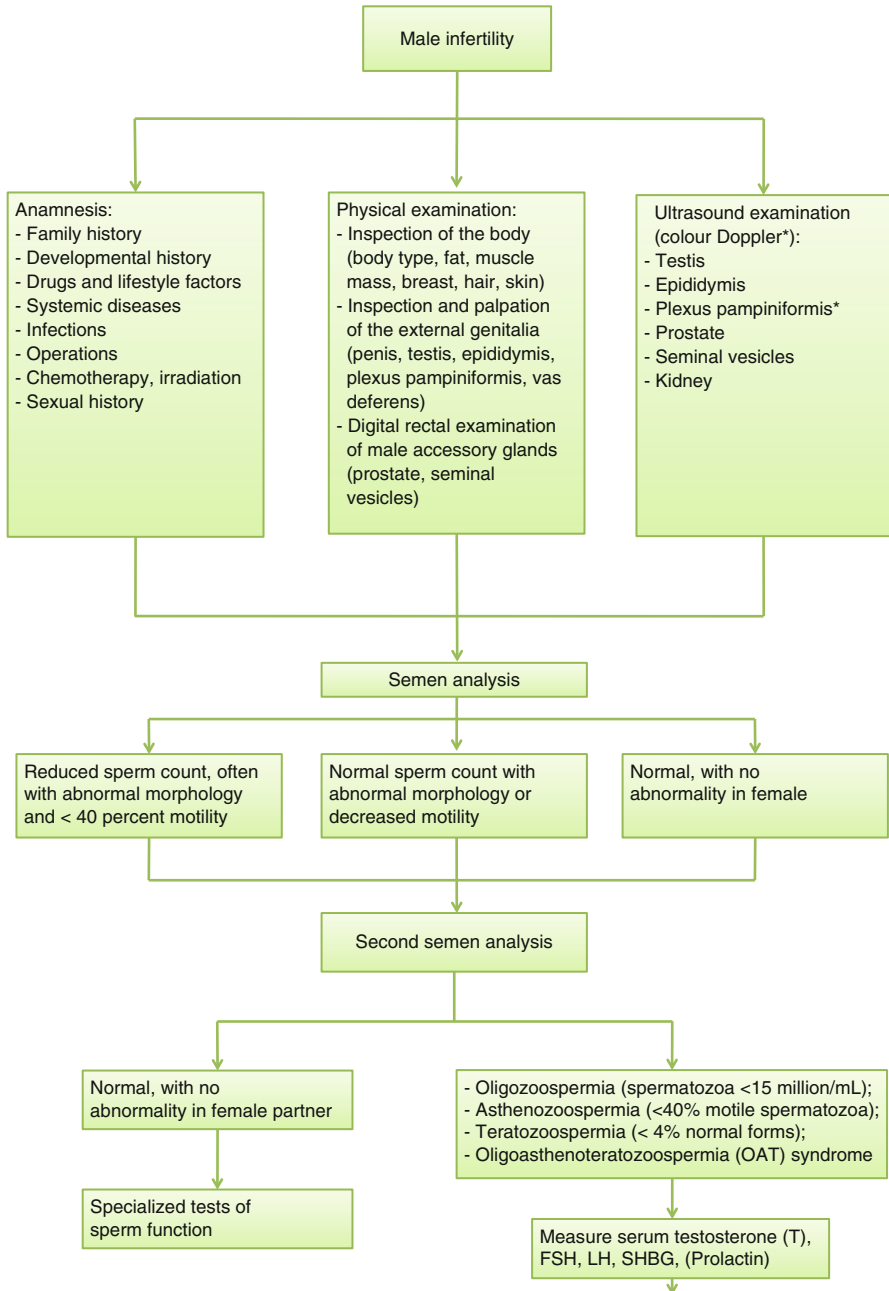 Male infertility
Anamnesis:
- Family history
- Developmental history
- Drugs and lifestyle factors
- Systemic diseases
- Infections
- Operations
- Chemotherapy, irradiation
- Sexual history
Physical examination:
- Inspection of the body
(body type, fat, muscle
mass, breast, hair, skin)
- Inspection and palpation
of the external genitalia
(penis, testis, epididymis,
plexus pampiniformis, vas
deferens)
- Digital rectal examination
of male accessory glands
(prostate, seminal
vesicles)
Ultrasound examination
(colour Doppler*):
- Testis
- Epididymis
- Plexus pampiniformis*
- Prostate
- Seminal vesicles
- Kidney
Semen analysis
Reduced sperm count, often
with abnormal morphology
and < 40 percent motility
Normal sperm count with
abnormal morphology or
decreased motility
Normal, with no
abnormality in female
Second semen analysis
Normal, with no
abnormality in female partner
Specialized tests of
sperm function
- Oligozoospermia (spermatozoa <15 million/mL);
- Asthenozoospermia (<40% motile spermatozoa);
- Teratozoospermia (< 4% normal forms);
- Oligoasthenoteratozoospermia (OAT) syndrome
Measure serum testosterone (T),
FSH, LH, SHBG, (Prolactin)